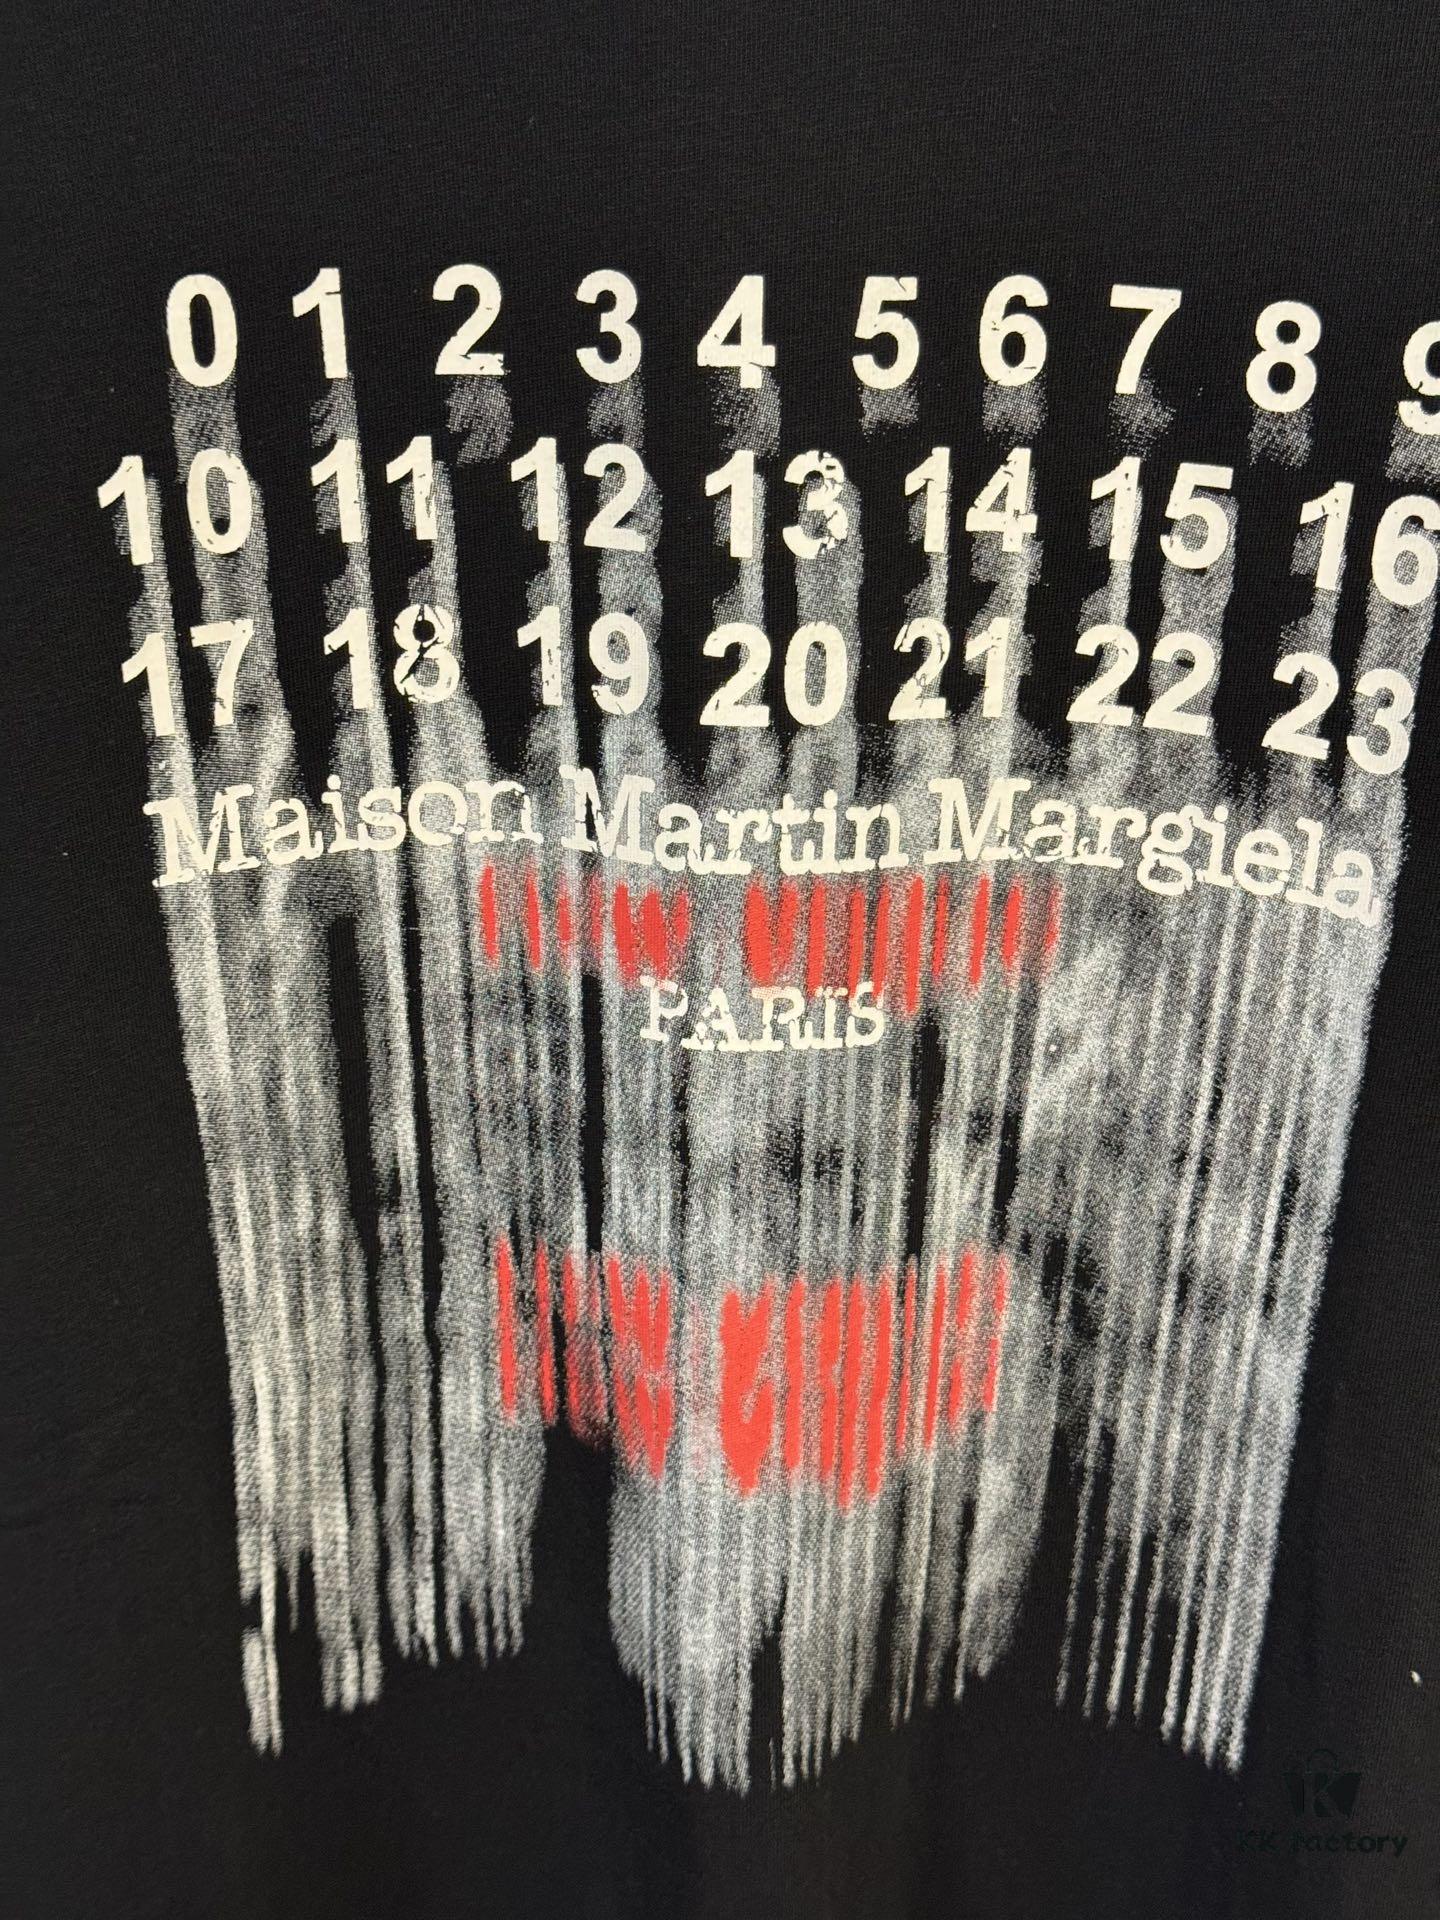 0 1 2 3 4 5 6 7 8 9
10 11 12 13 14 15 16
17 18 19 20 21 22 23
Maison Martin Margiela
PARïS
KK factory